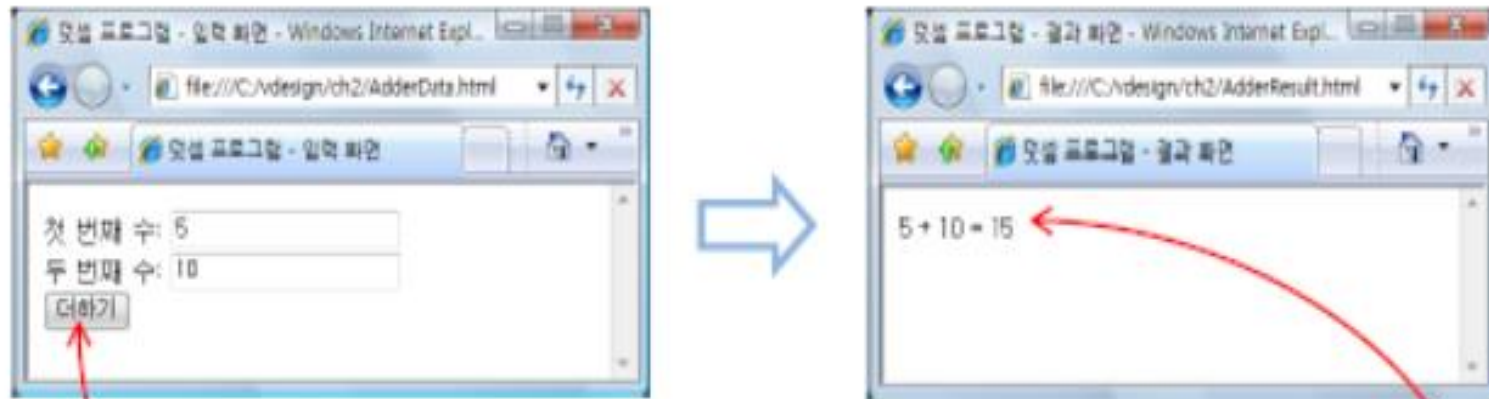 덧셈 프로그램 - 입력 화면 - Windows Internet Expl...
file:///C:/vdesign/ch2/AdderData.html
덧셈 프로그램 - 입력 화면
첫 번째 수: 5
두 번째 수: 10
더하기
덧셈 프로그램 - 결과 화면 - Windows Internet Expl...
file:///C:/vdesign/ch2/AdderResult.html
덧셈 프로그램 - 결과 화면
5 + 10 = 15